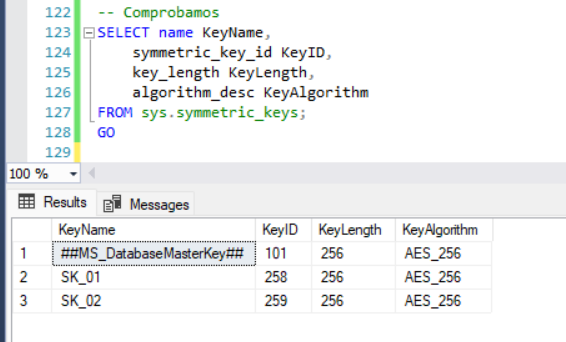 122 -- Comprobamos
123 SELECT name KeyName,
124 symmetric_key_id KeyID,
125 key_length KeyLength,
126 algorithm_desc KeyAlgorithm
127 FROM sys.symmetric_keys;
128 GO
129
100 %
Results Messages
KeyName KeyID KeyLength KeyAlgorithm
1 ##MS_DatabaseMasterKey## 101 256 AES_256
2 SK_01 258 256 AES_256
3 SK_02 259 256 AES_256